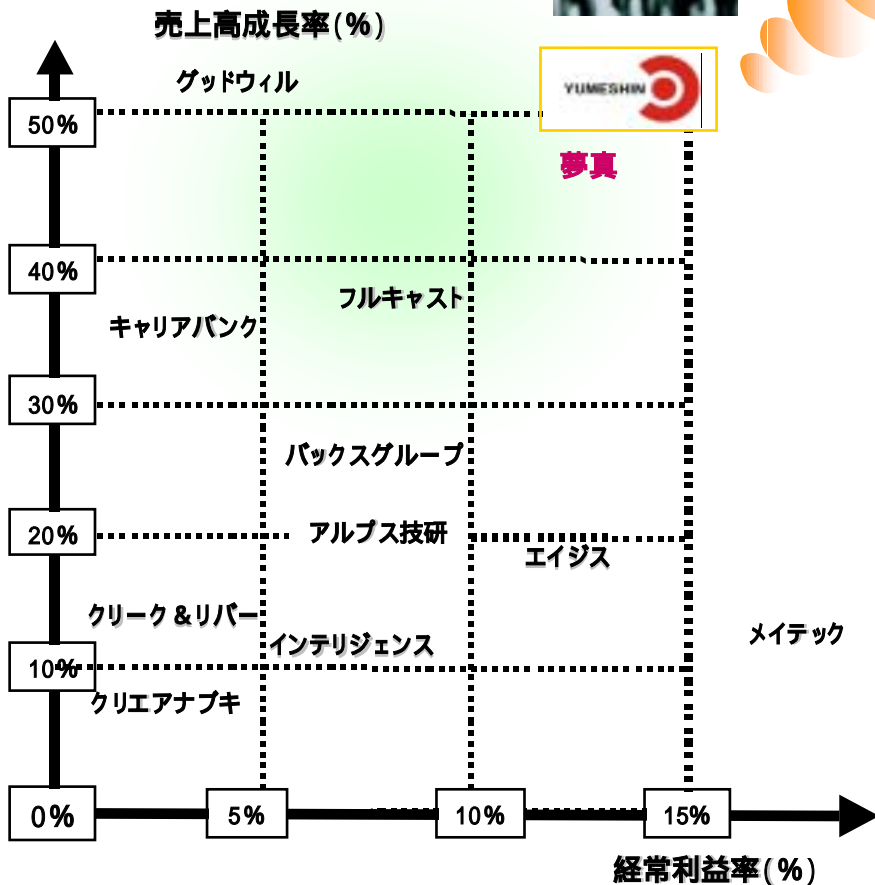 売上高成長率(%)
グッドウィル
YUMESHIN
50%
夢真
40%
フルキャスト
キャリアバンク
30%
バックスグループ
20%
アルプス技研
エイジス
クリーク&リバー
メイテック
インテリジェンス
10%
クリエアナブキ
0%
5%
10%
15%
経常利益率(%)